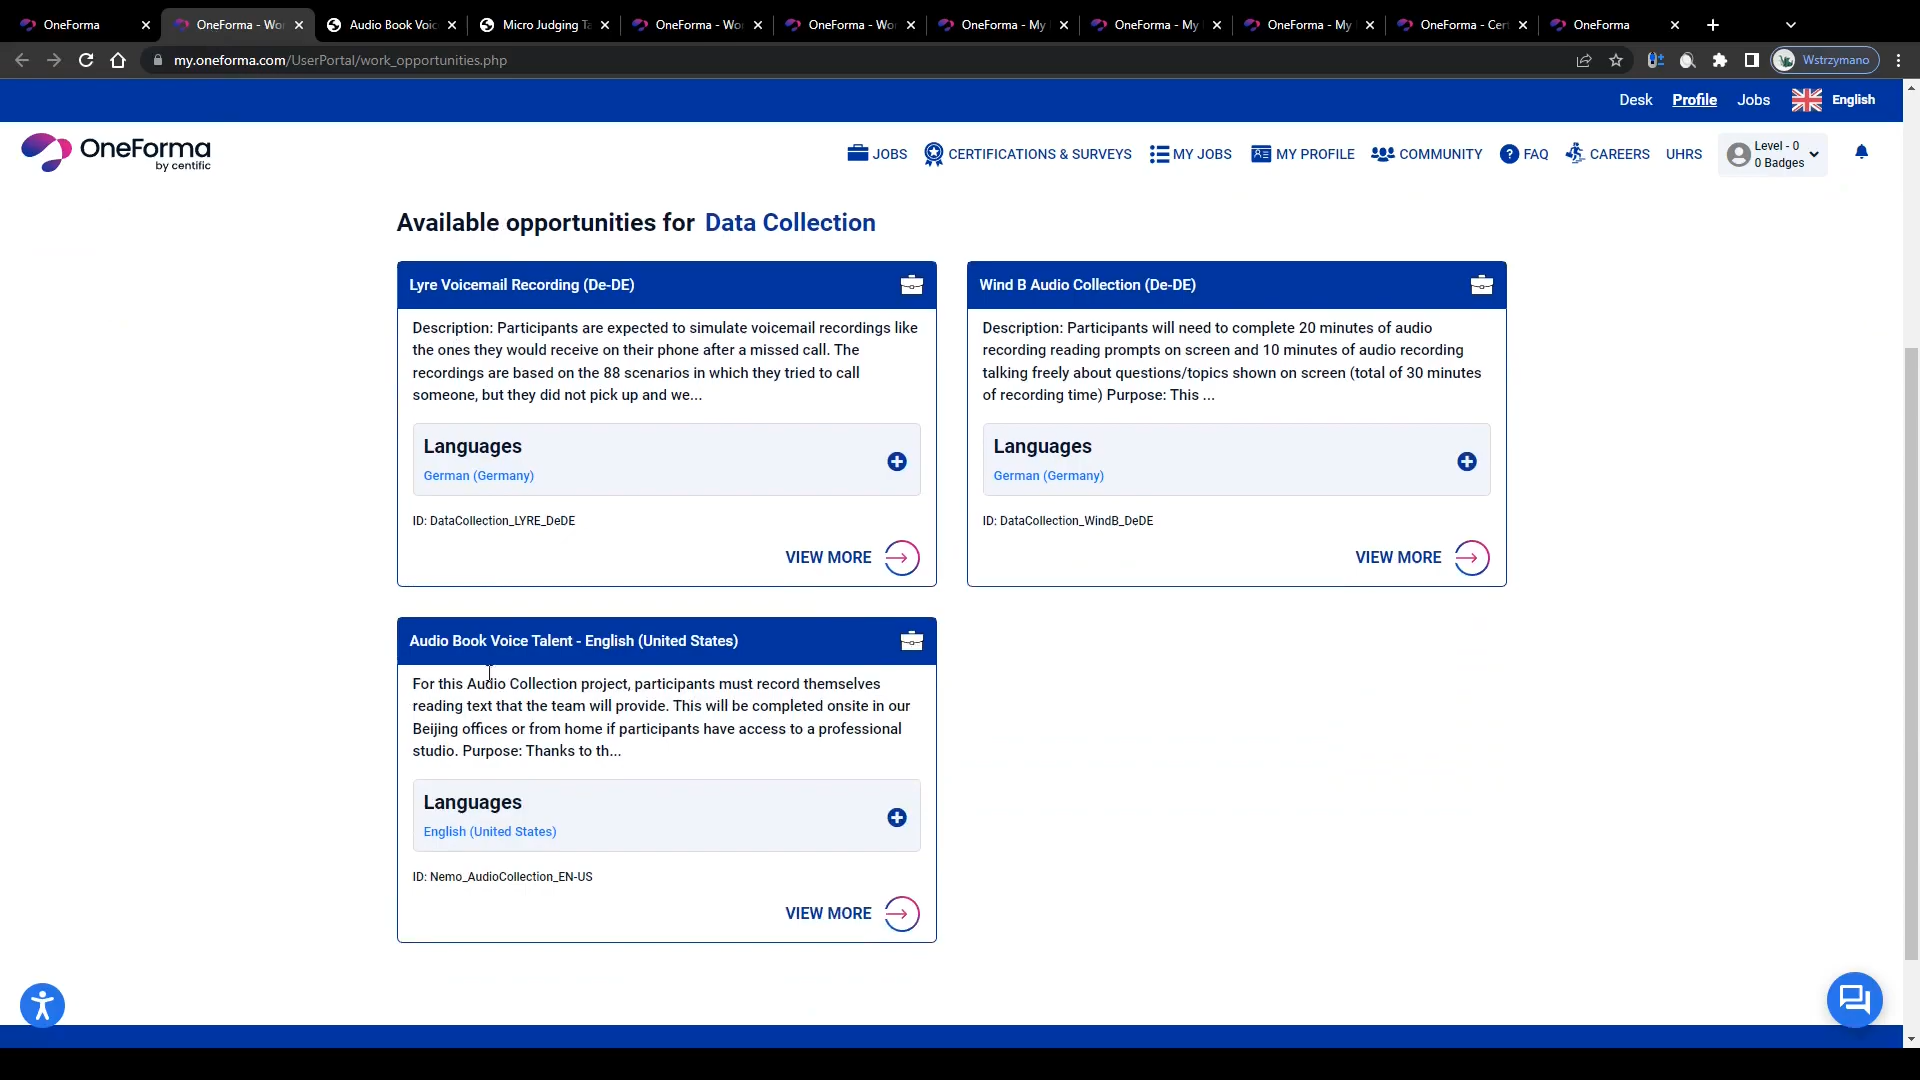 OneForma
OneForma - Wor
Audio Book Voic
Micro Judging Ta
OneForma - Wo
OneForma - Wo
OneForma - My
OneForma - My
OneForma - My
OneForma - Cer
OneForma
my.oneforma.com/UserPortal/work_opportunities.php
Wstrzymano
Desk
Profile
Jobs
English
OneForma
by centific
JOBS
CERTIFICATIONS & SURVEYS
MY JOBS
MY PROFILE
COMMUNITY
FAQ
CAREERS
UHRS
Level - 0
0 Badges
Available opportunities for Data Collection
Lyre Voicemail Recording (De-DE)
Description: Participants are expected to simulate voicemail recordings like
the ones they would receive on their phone after a missed call. The
recordings are based on the 88 scenarios in which they tried to call
someone, but they did not pick up and we...
Languages
German (Germany)
ID: DataCollection_LYRE_DeDE
VIEW MORE
Wind B Audio Collection (De-DE)
Description: Participants will need to complete 20 minutes of audio
recording reading prompts on screen and 10 minutes of audio recording
talking freely about questions/topics shown on screen (total of 30 minutes
of recording time) Purpose: This ...
Languages
German (Germany)
ID: DataCollection_WindB_DeDE
VIEW MORE
Audio Book Voice Talent - English (United States)
For this Audio Collection project, participants must record themselves
reading text that the team will provide. This will be completed onsite in our
Beijing offices or from home if participants have access to a professional
studio. Purpose: Thanks to th...
Languages
English (United States)
ID: Nemo_AudioCollection_EN-US
VIEW MORE